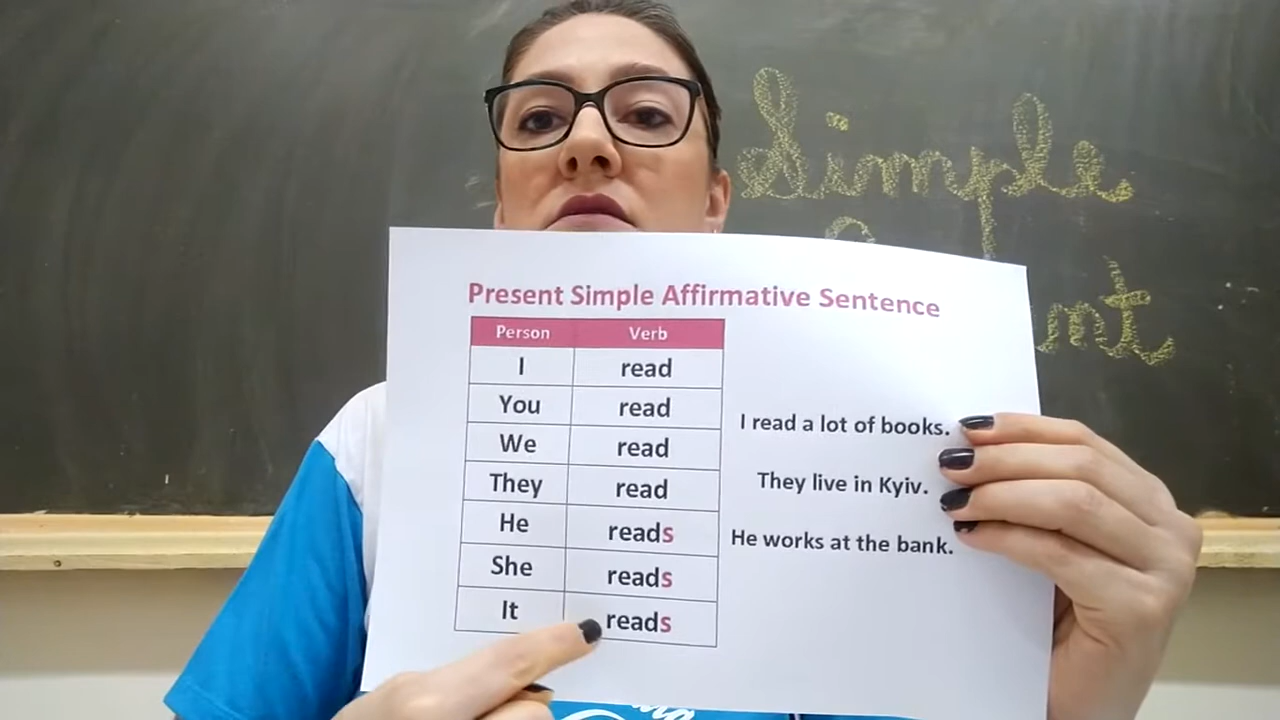 Simple
Present Simple Affirmative Sentence
Person Verb
I read
You read
We read
They read
He reads
She reads
It reads
I read a lot of books.
They live in Kyiv.
He works at the bank.